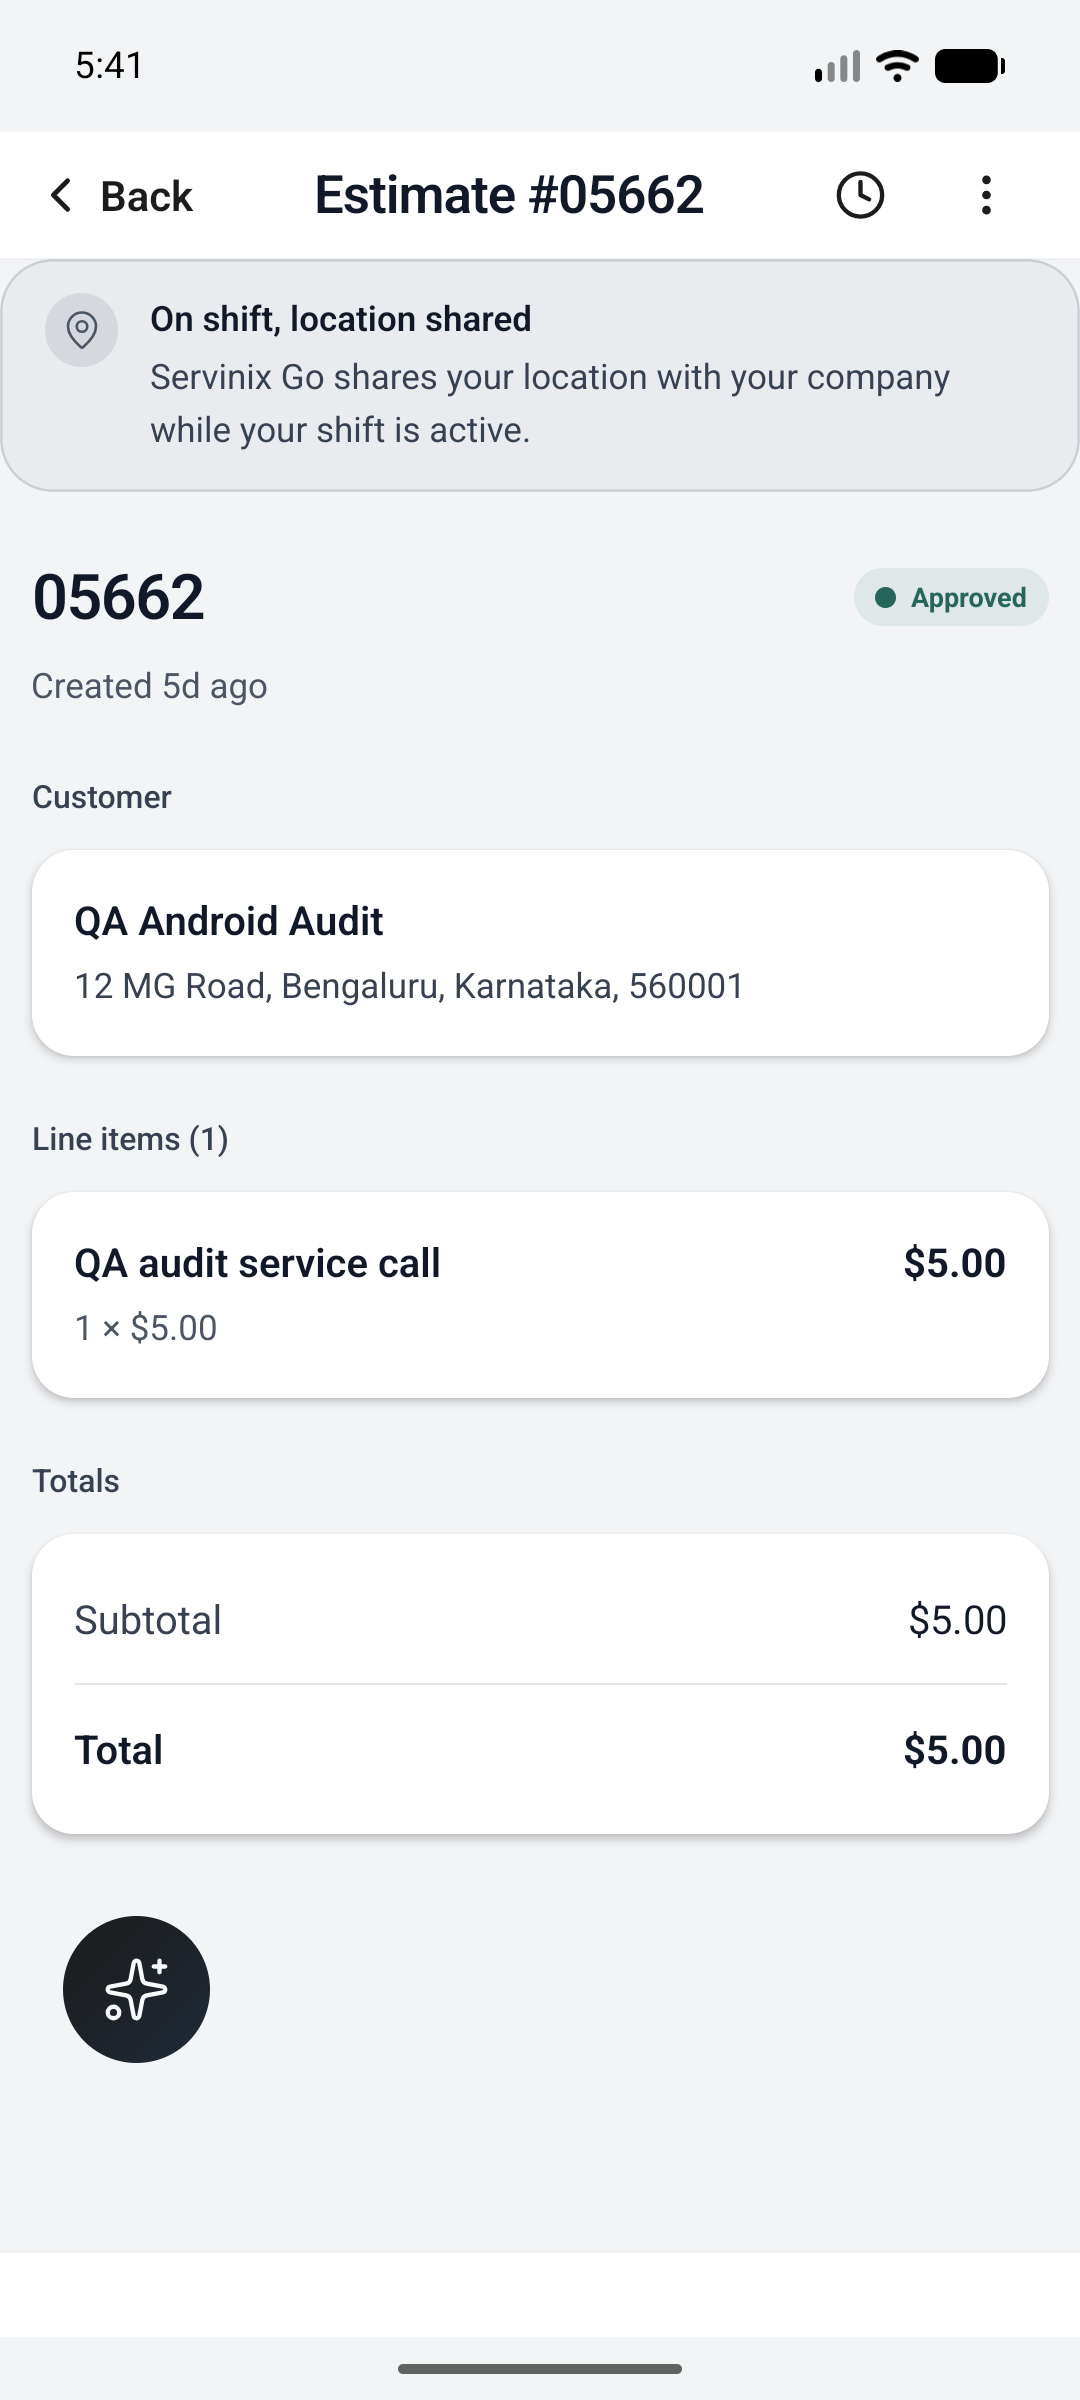 5:41
Back
Estimate #05662
On shift, location shared
Servinix Go shares your location with your company
while your shift is active.
05662
Approved
Created 5d ago
Customer
QA Android Audit
12 MG Road, Bengaluru, Karnataka, 560001
Line items (1)
QA audit service call $5.00
1 × $5.00
Totals
Subtotal $5.00
Total $5.00